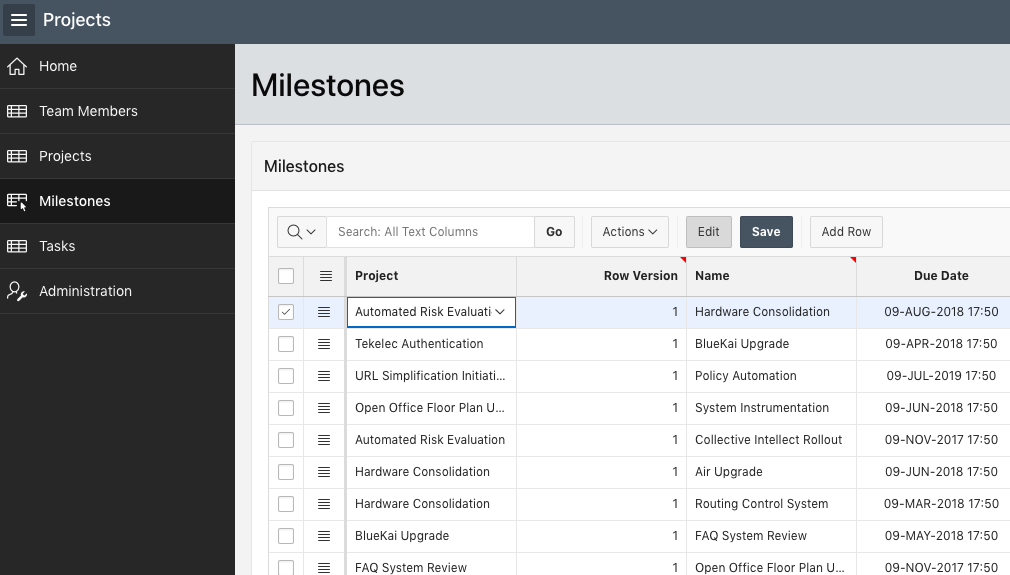 Projects
Home
Team Members
Projects
Milestones
Tasks
Administration
Milestones
Milestones
Search: All Text Columns Go Actions Edit Save Add Row
Project Row Version Name Due Date
Automated Risk Evaluati 1 Hardware Consolidation 09-AUG-2018 17:50
Tekelec Authentication 1 BlueKai Upgrade 09-APR-2018 17:50
URL Simplification Initiati... 1 Policy Automation 09-JUL-2019 17:50
Open Office Floor Plan U... 1 System Instrumentation 09-JUN-2018 17:50
Automated Risk Evaluation 1 Collective Intellect Rollout 09-NOV-2017 17:50
Hardware Consolidation 1 Air Upgrade 09-JUN-2018 17:50
Hardware Consolidation 1 Routing Control System 09-MAR-2018 17:50
BlueKai Upgrade 1 FAQ System Review 09-MAY-2018 17:50
FAQ System Review 1 Open Office Floor Plan U... 09-NOV-2017 17:50